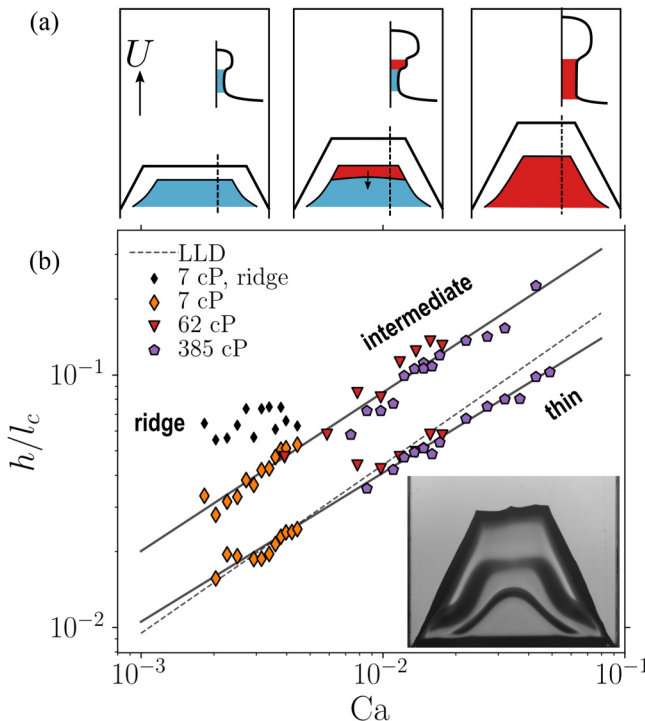 (a)
U
(b)
LLD
7 cP, ridge
7 cP
62 cP
385 cP
intermediate
ridge
thin
10⁻¹
10⁻²
h/l_c
10⁻³
10⁻²
10⁻¹
Ca